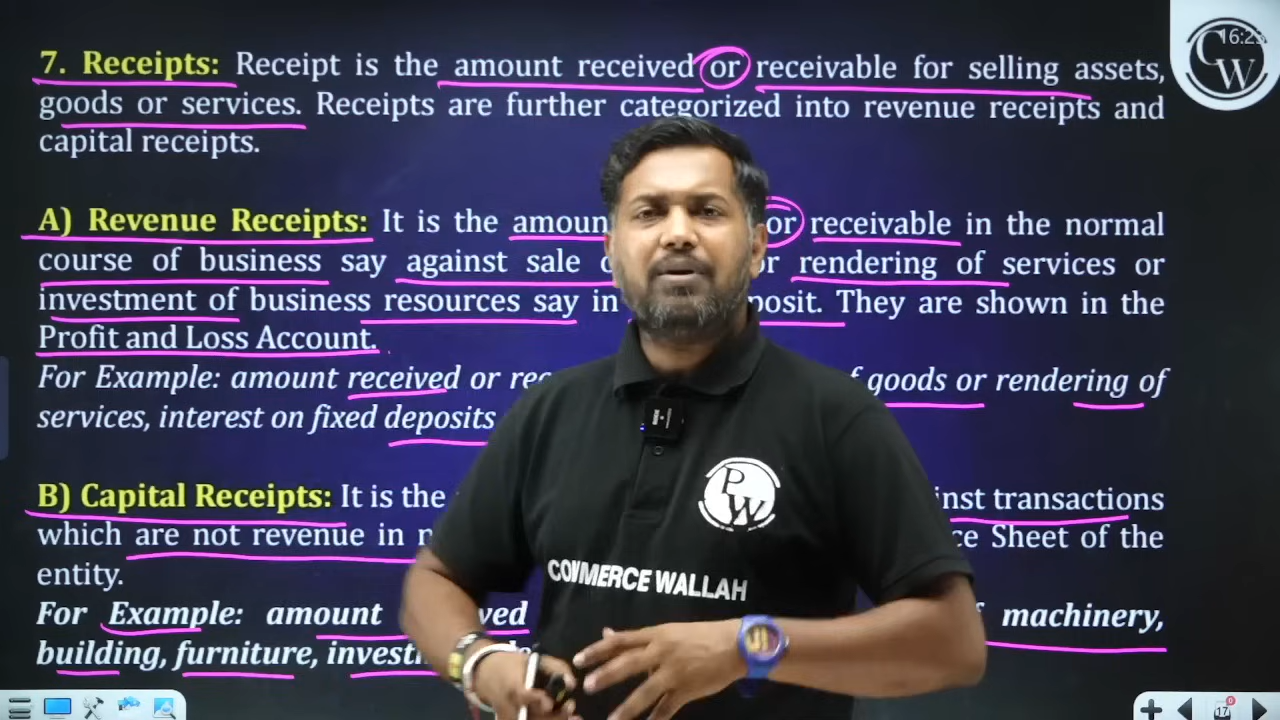 7. Receipts: Receipt is the amount received or receivable for selling assets,
goods or services. Receipts are further categorized into revenue receipts and
capital receipts.
A) Revenue Receipts: It is the or receivable in the normal
course of business say against sale or rendering of services or
investment of business resources say in They are shown in the
Profit and Loss Account.
For Example: amount received or goods or rendering of
services, interest on fixed deposits
B) Capital Receipts: It is the transactions
which are not revenue in Sheet of the
entity.
For Example: amount machinery,
building, furniture,
CW
16:2
PW
COMMERCE WALLAH
17